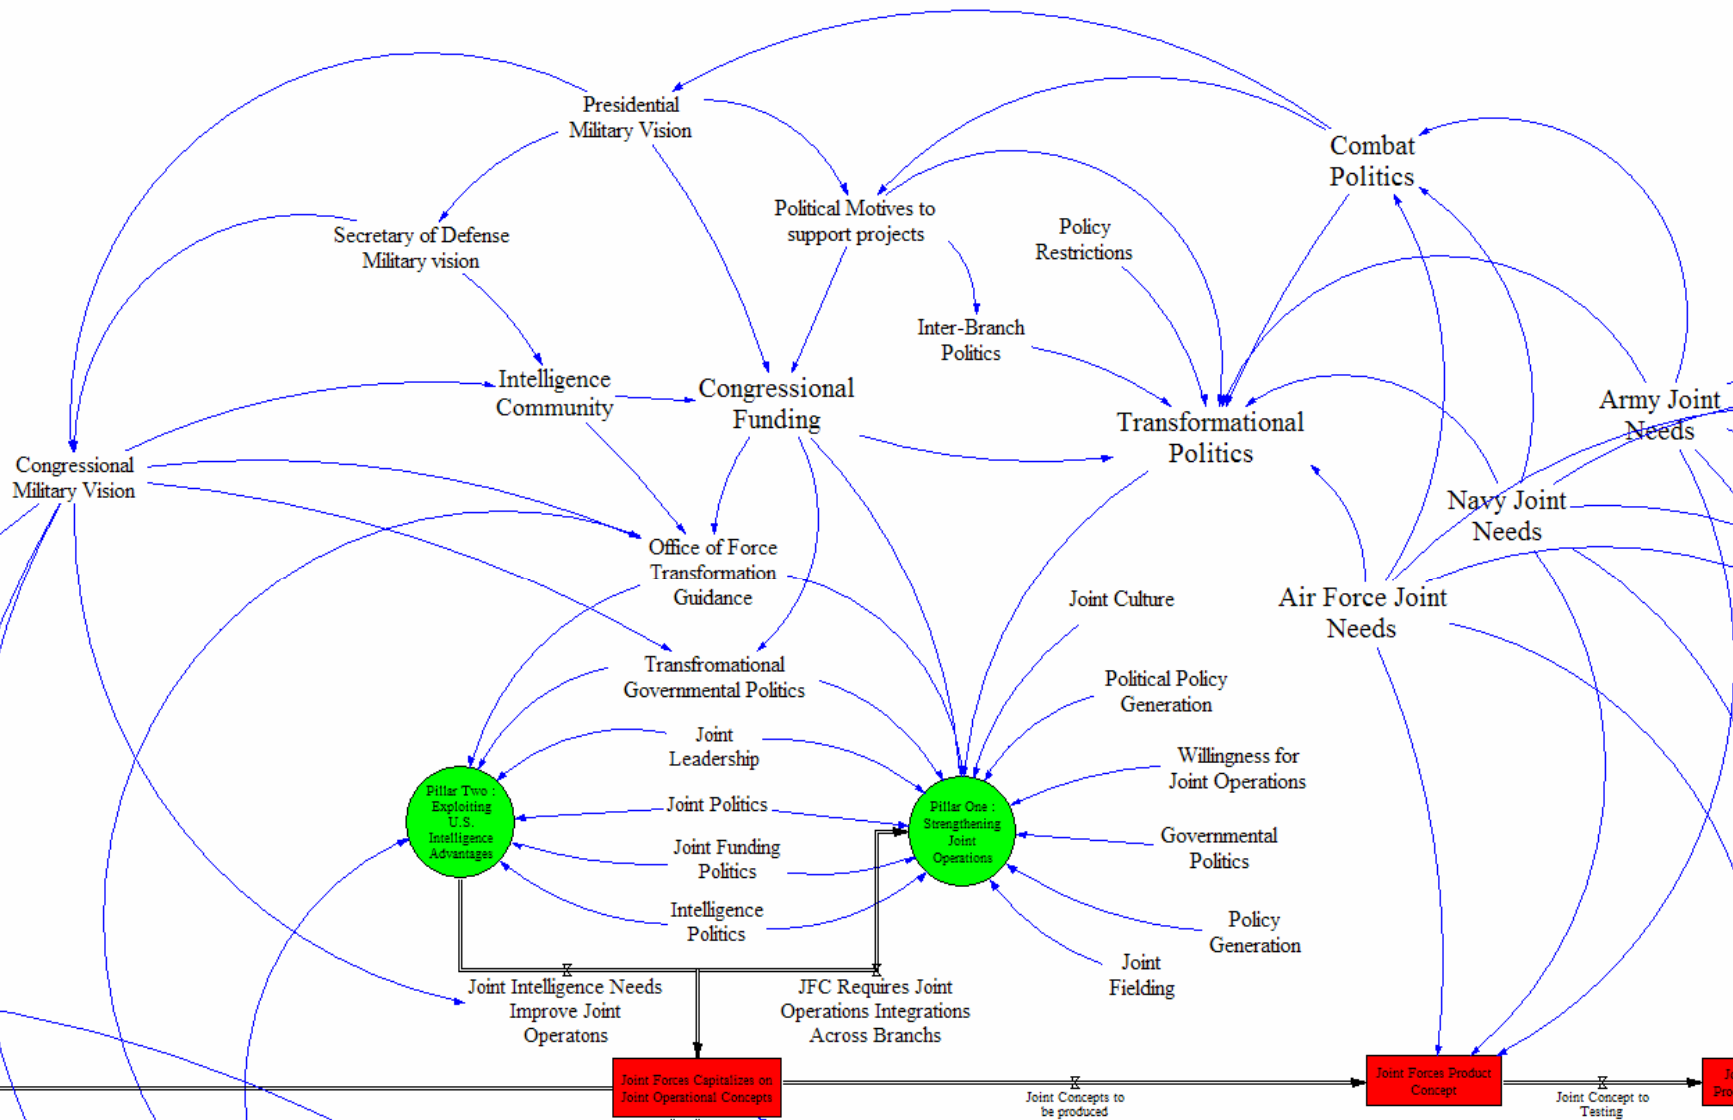 Presidential
Military Vision
Combat
Politics
Political Motives to
support projects
Policy
Restrictions
Secretary of Defense
Military vision
Inter-Branch
Politics
Intelligence
Community
Congressional
Funding
Transformational
Politics
Army Joint
Needs
Congressional
Military Vision
Navy Joint
Needs
Office of Force
Transformation
Guidance
Joint Culture
Air Force Joint
Needs
Transfromational
Governmental Politics
Political Policy
Generation
Joint
Leadership
Willingness for
Joint Operations
Pillar Two :
Exploiting
U.S.
Intelligence
Advantages
Joint Politics
Pillar One :
Strengthening
Joint
Operations
Joint Funding
Politics
Governmental
Politics
Intelligence
Politics
Policy
Generation
Joint
Fielding
Joint Intelligence Needs
Improve Joint
Operatons
JFC Requires Joint
Operations Integrations
Across Branchs
Joint Forces Capitalizes on
Joint Operational Concepts
Joint Concepts to
be produced
Joint Forces Product
Concept
Joint Concept to
Testing